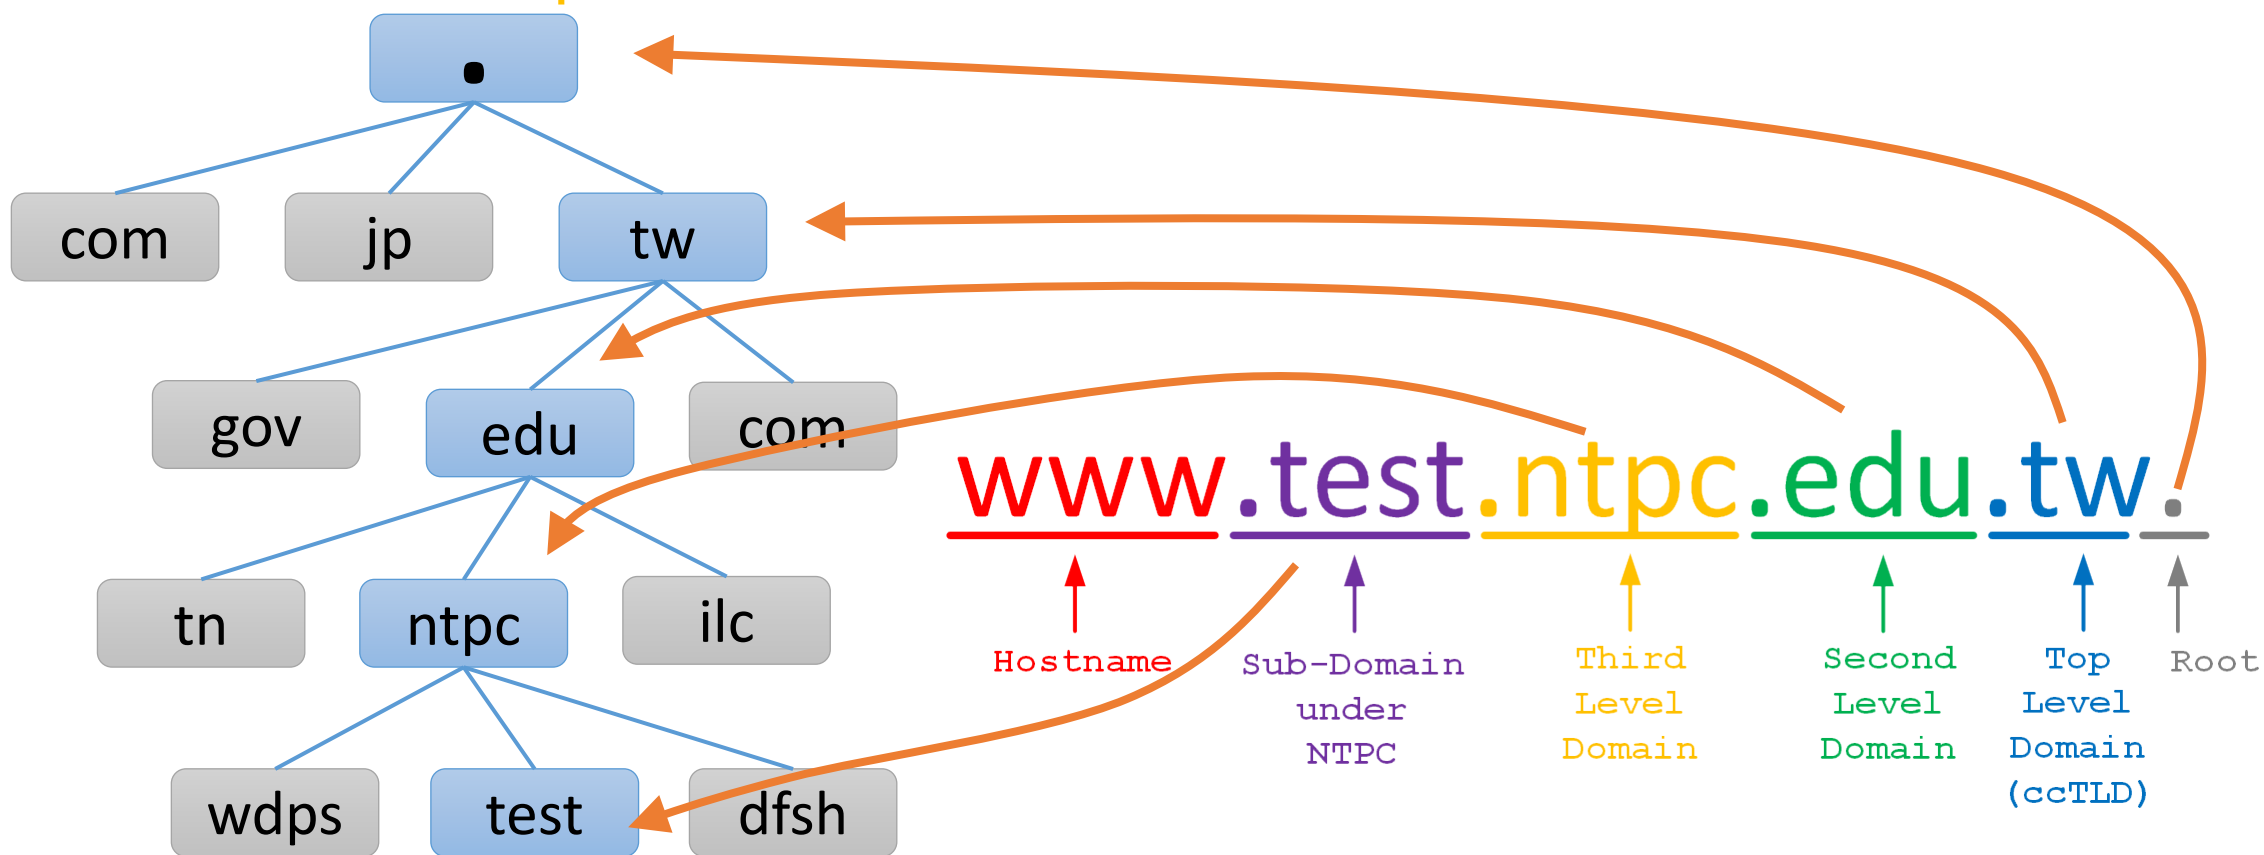 .
com jp tw
gov edu com
www.test.ntpc.edu.tw.
tn ntpc ilc
Hostname
Sub-Domain
under
NTPC
Third
Level
Domain
Second
Level
Domain
Top
Level
Domain
(ccTLD)
Root
wdps test dfsh